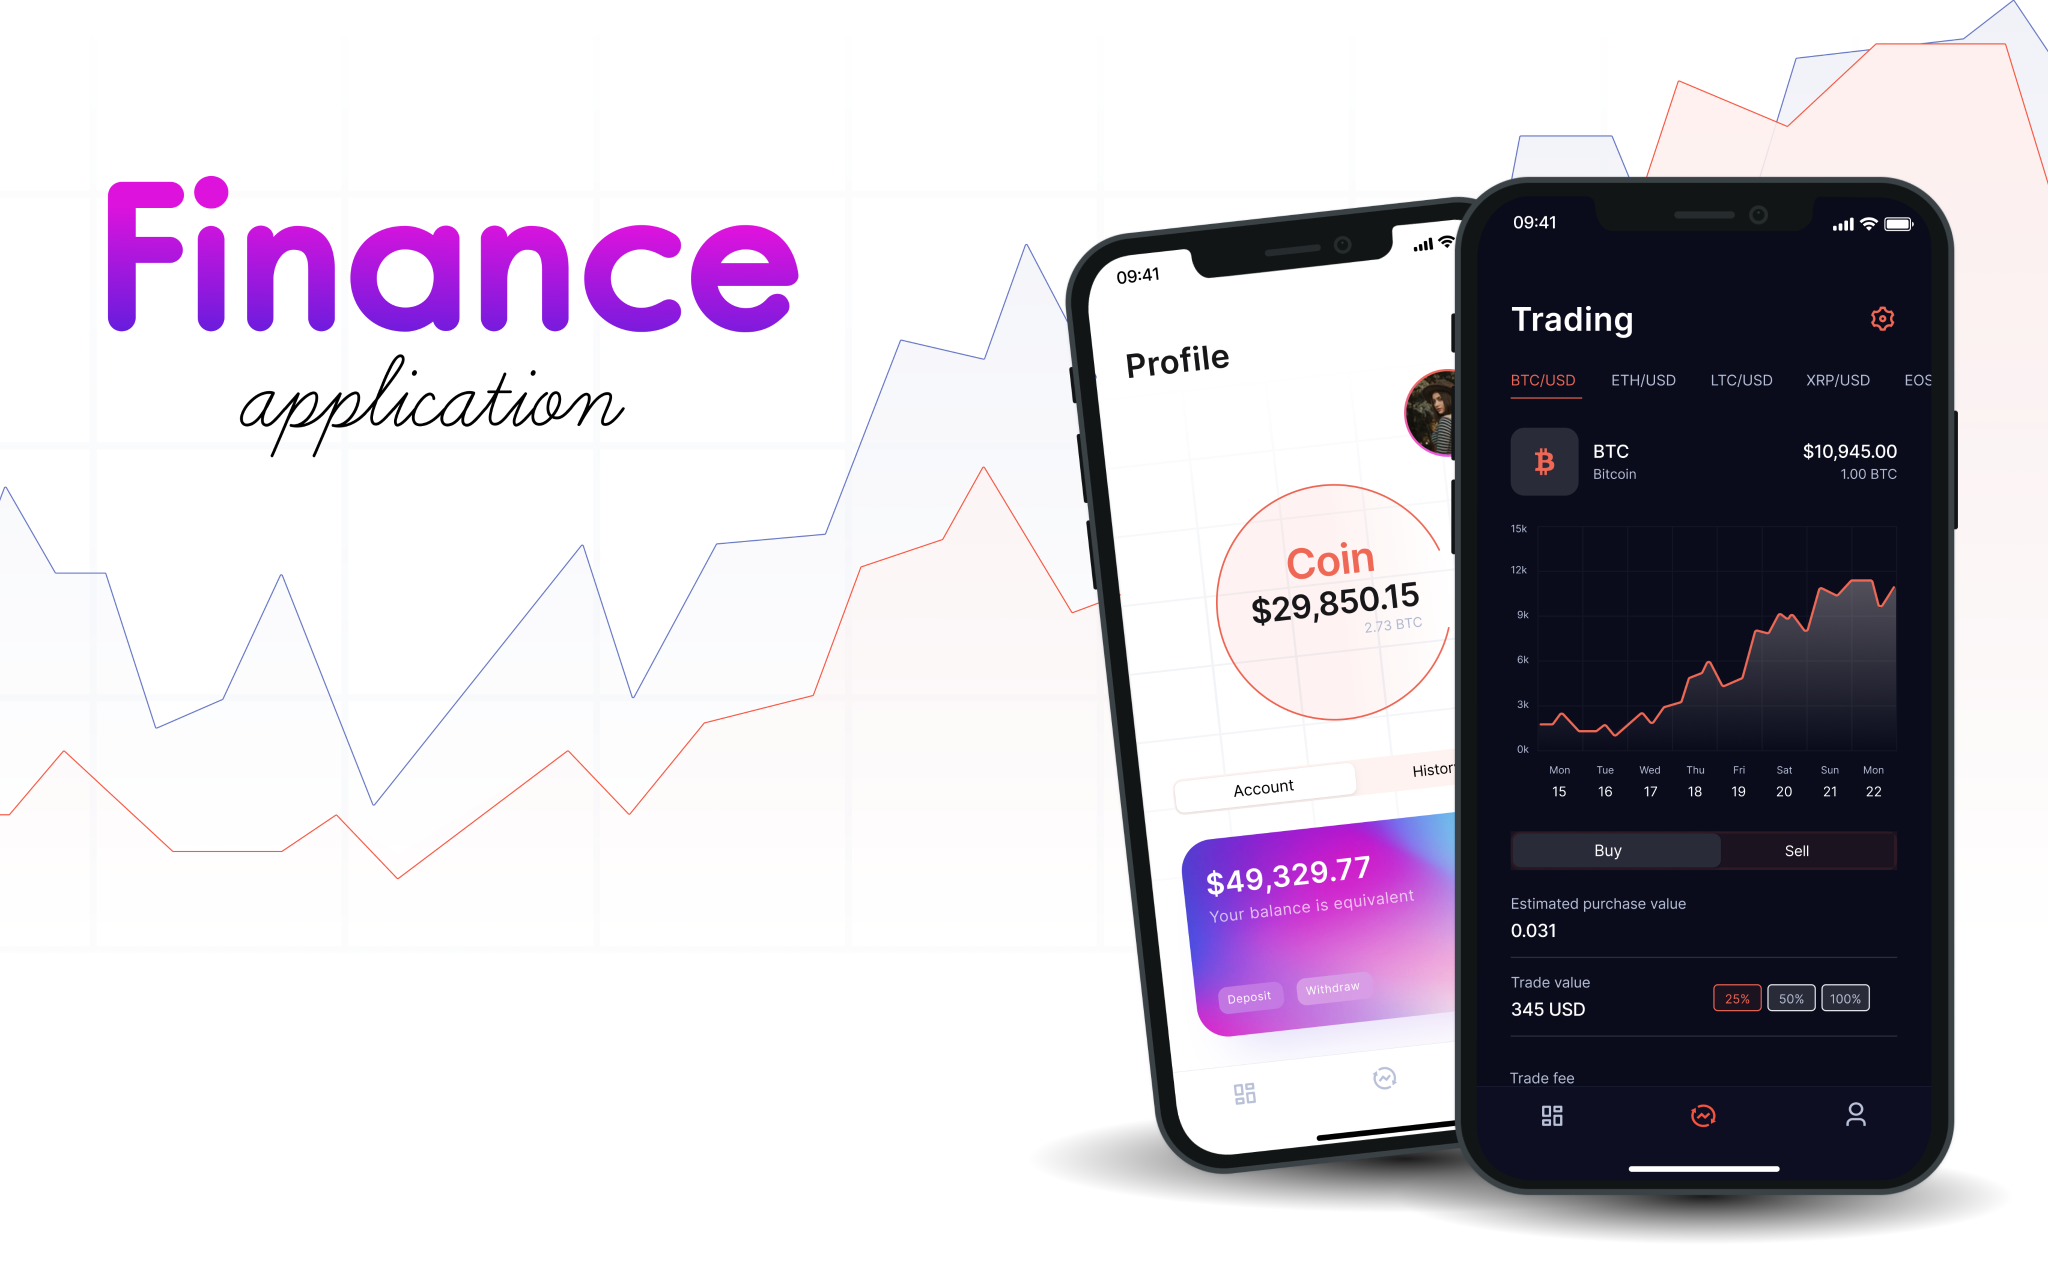 Finance
application
09:41
Profile
Coin
$29,850.15
2.73 BTC
Account
$49,329.77
Your balance is equivalent
Deposit Withdraw
09:41
Trading
BTC/USD ETH/USD LTC/USD XRP/USD EOS
BTC $10,945.00
Bitcoin 1.00 BTC
15k
12k
9k
6k
3k
0k
Mon Tue Wed Thu Fri Sat Sun Mon
15 16 17 18 19 20 21 22
Buy Sell
Estimated purchase value
0.031
Trade value
345 USD
25% 50% 100%
Trade fee